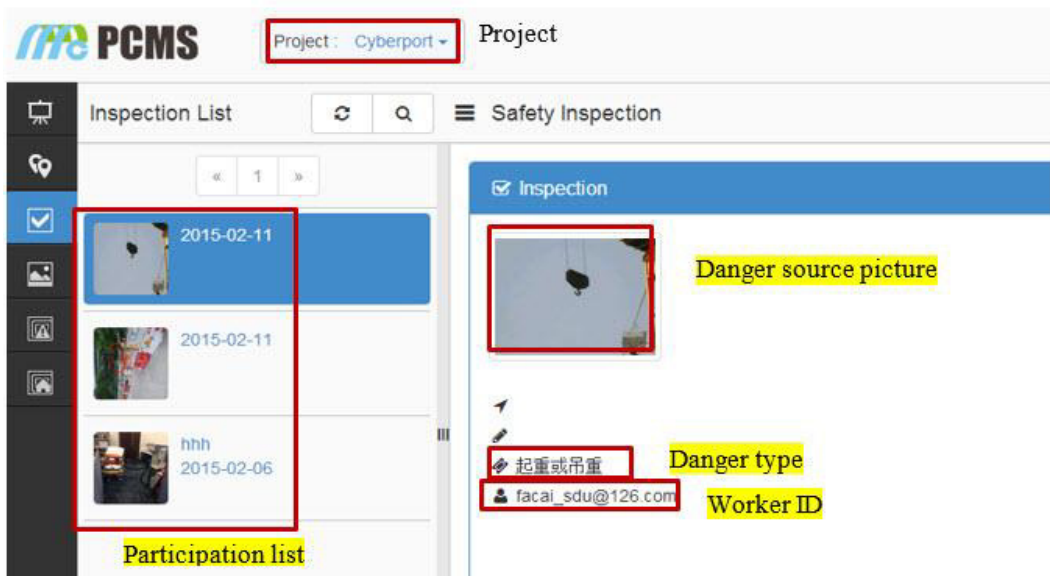 PCMS
Project : Cyberport
Project
Inspection List
Safety Inspection
« 1 »
Inspection
2015-02-11
Danger source picture
2015-02-11
hhh
2015-02-06
起重或吊重
Danger type
facai_sdu@126.com
Worker ID
Participation list